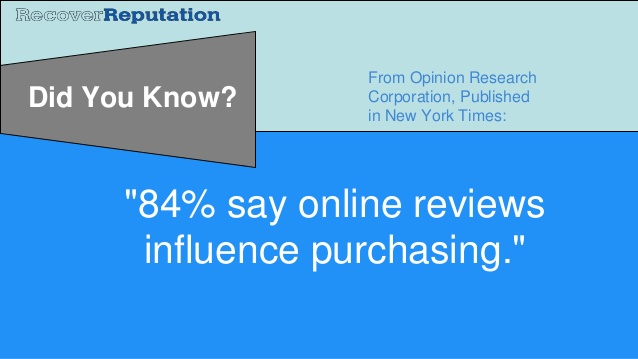 RecoverReputation
Did You Know?
From Opinion Research
Corporation, Published
in New York Times:
"84% say online reviews
influence purchasing."